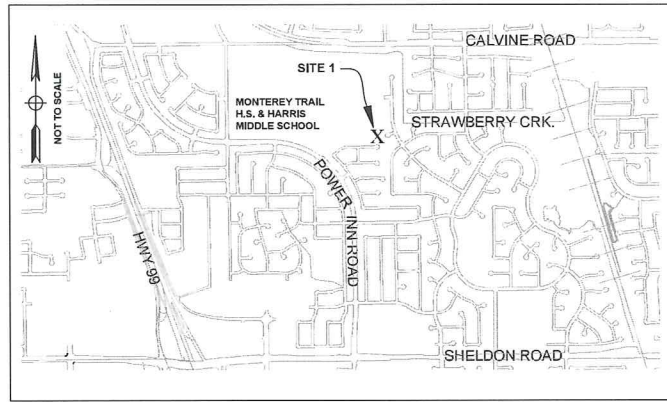 CALVINE ROAD
SITE 1
NOT TO SCALE
MONTEREY TRAIL
H.S. & HARRIS
MIDDLE SCHOOL
X
STRAWBERRY CRK.
POWER INN ROAD
HWY 99
SHELDON ROAD